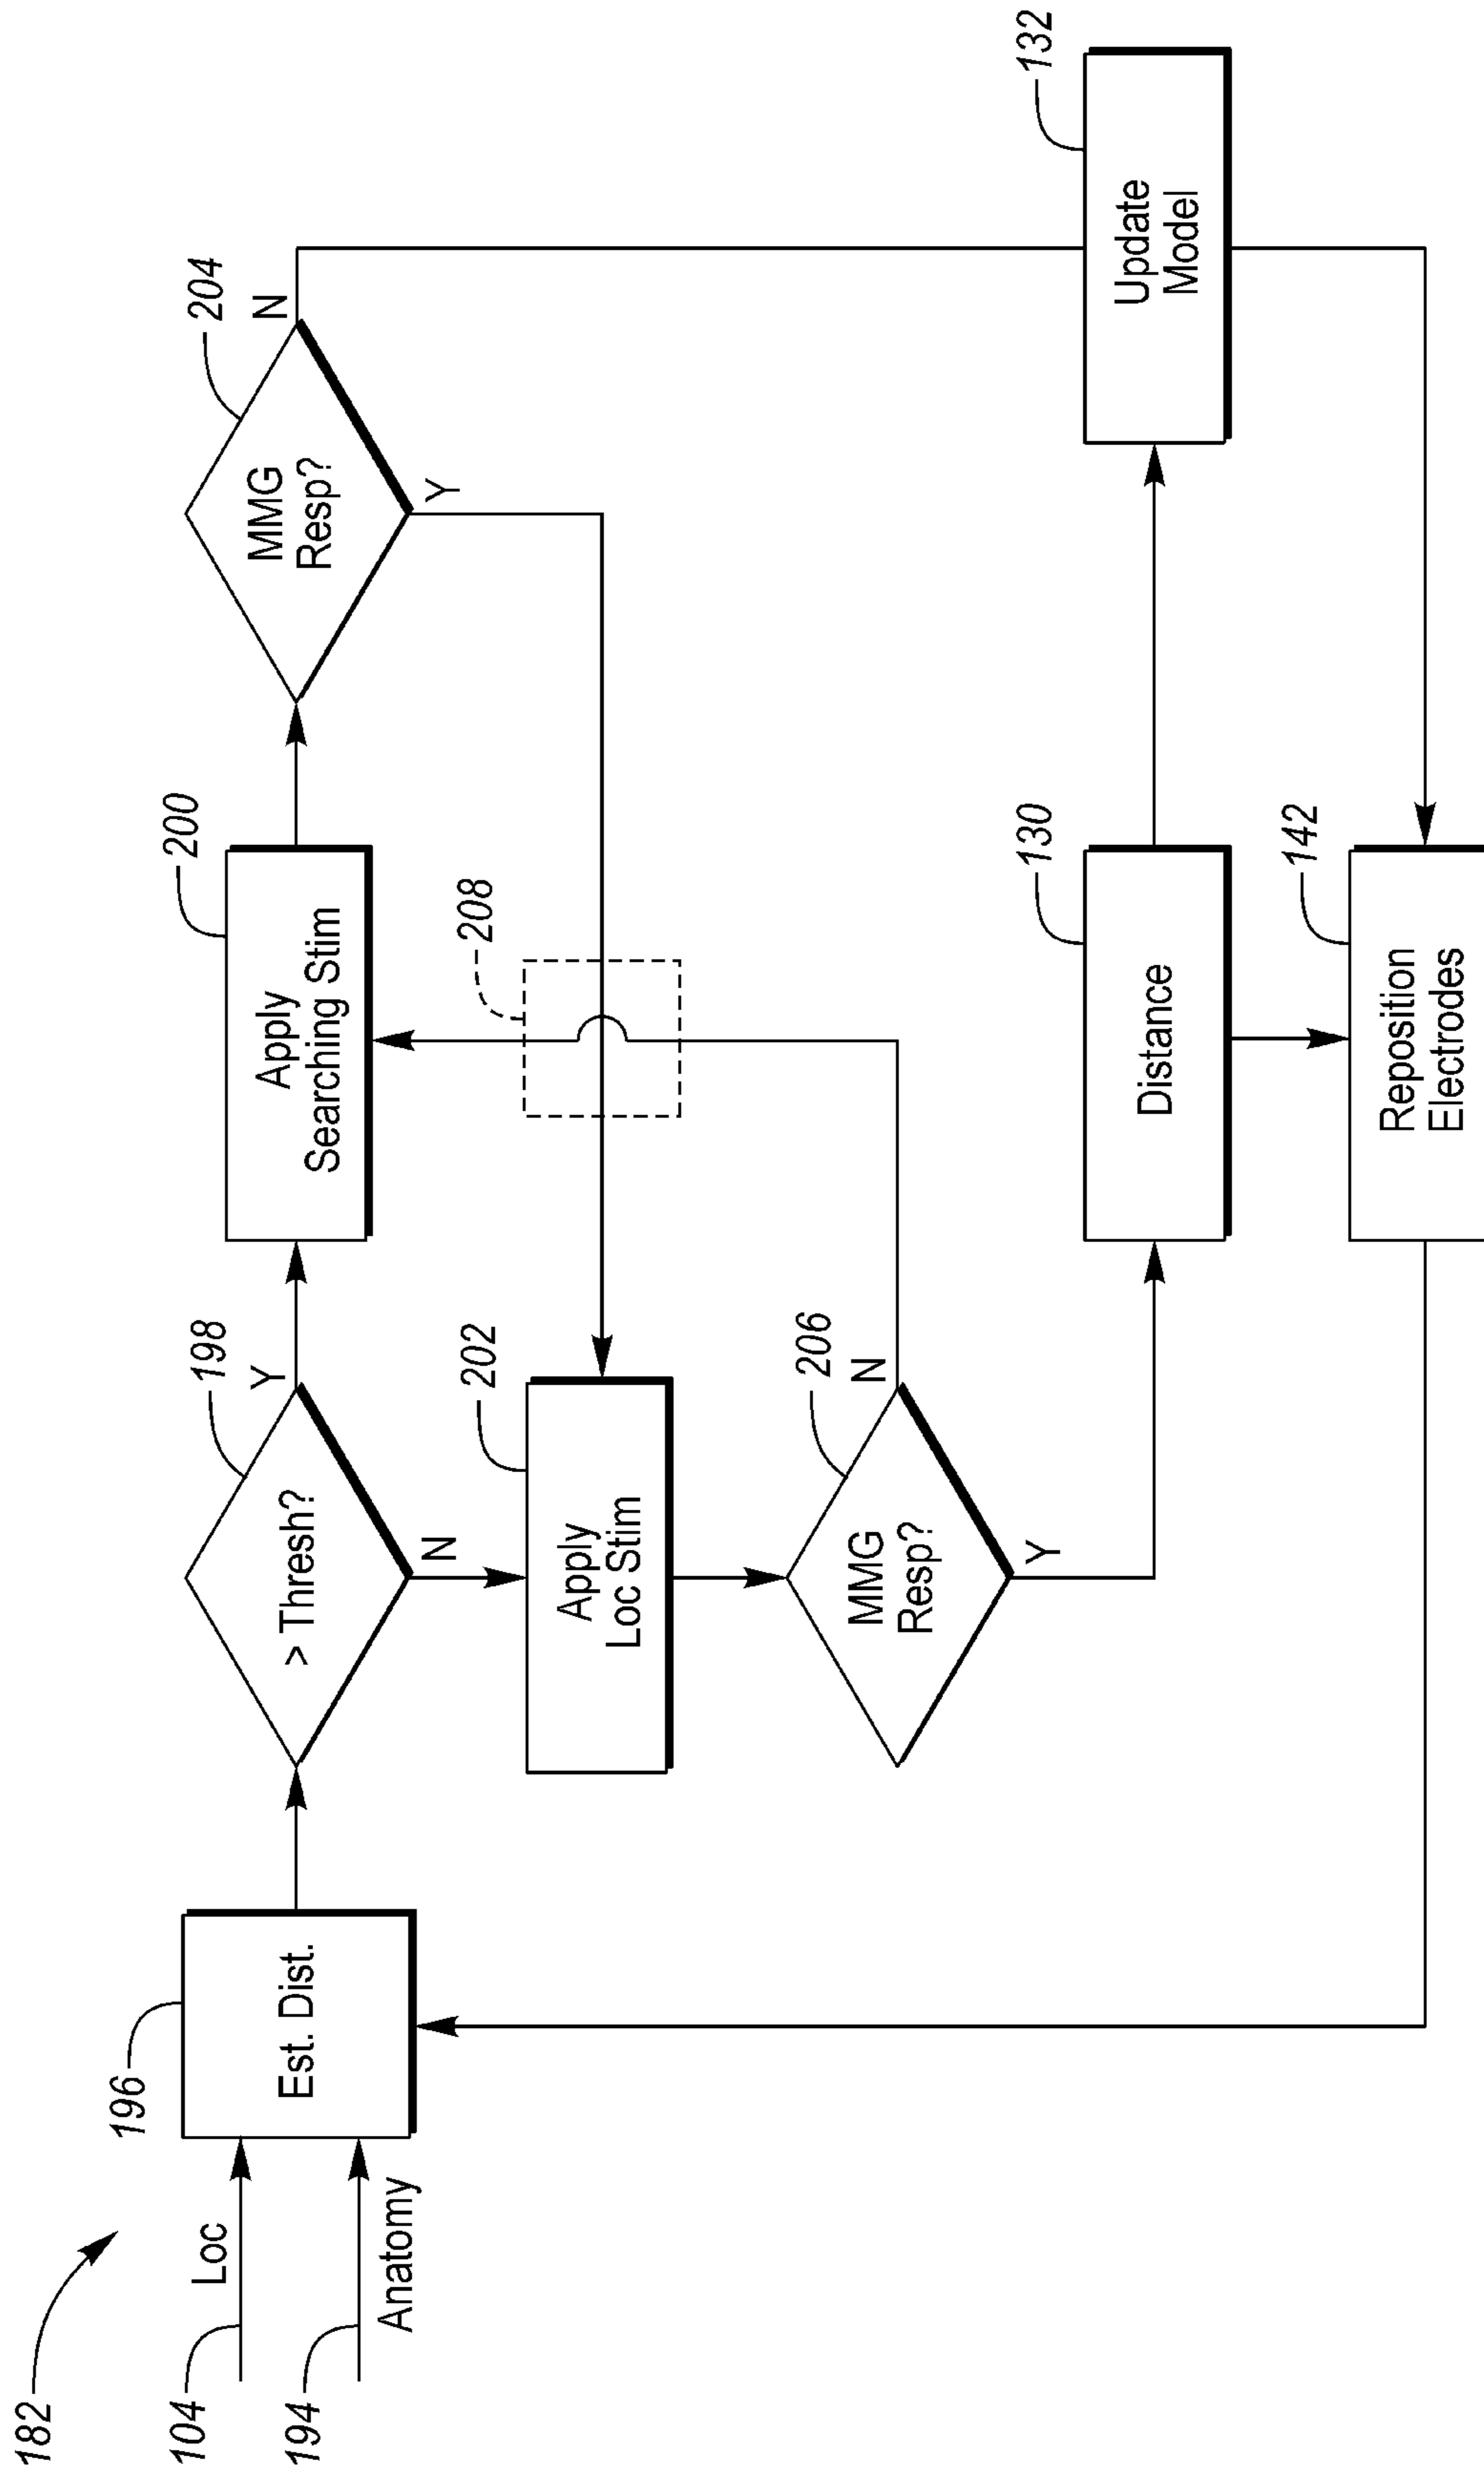 182
104
Loc
194
Anatomy
196
Est. Dist.
198
> Thresh?
Y
N
200
Apply
Searching Stim
204
MMG
Resp?
N
Y
208
202
Apply
Loc Stim
206
MMG
Resp?
N
Y
130
Distance
132
Update
Model
142
Reposition
Electrodes